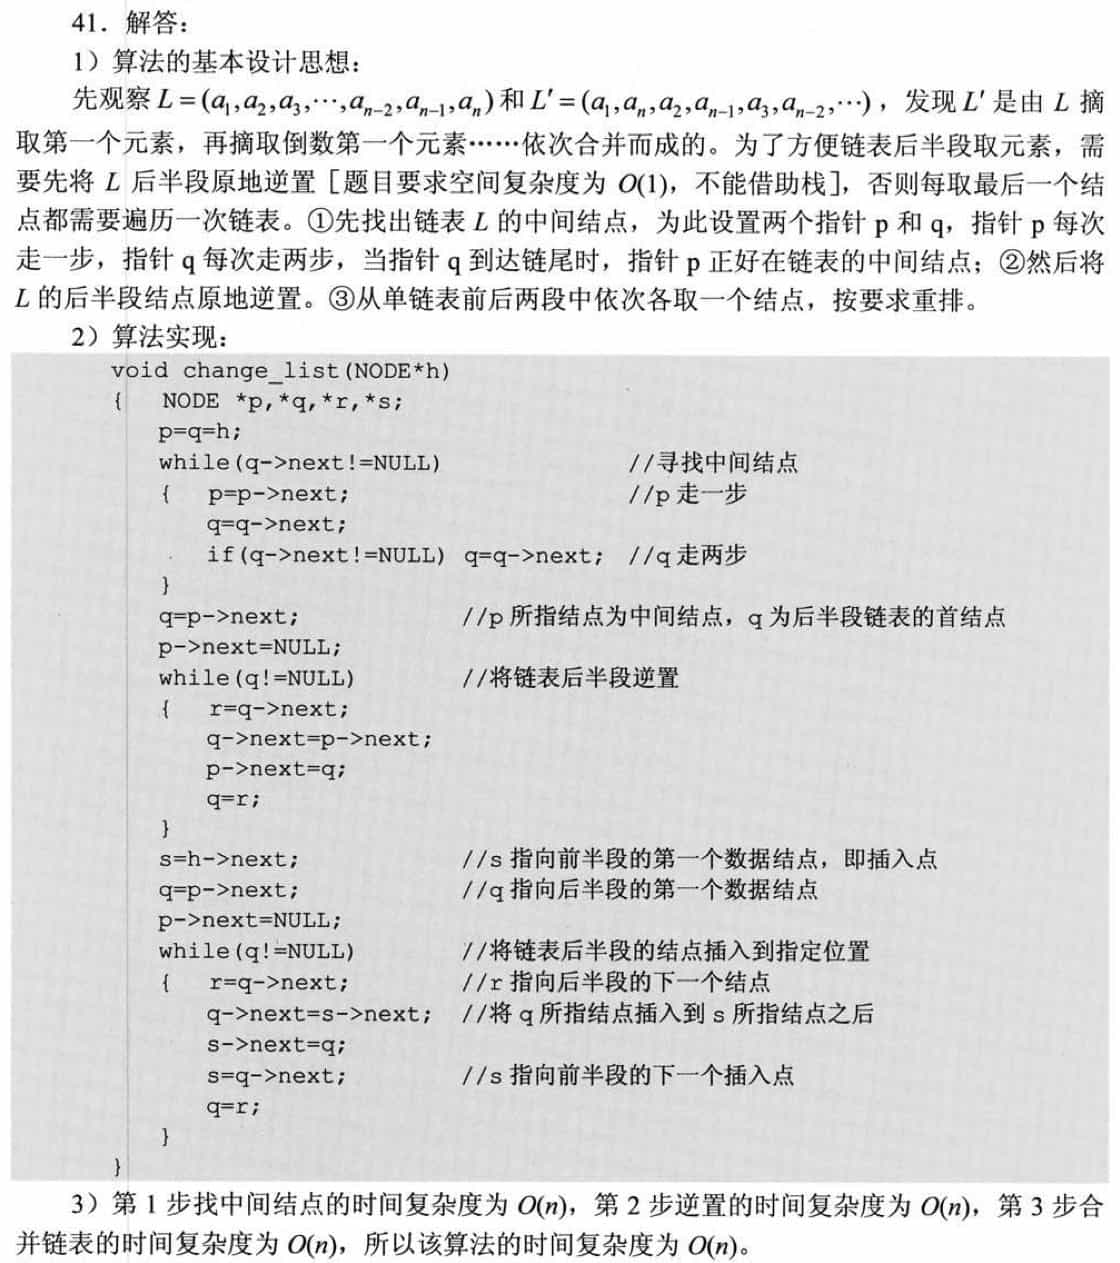 41．解答：
1）算法的基本设计思想：
先观察 L = (a₁,a₂,a₃,⋯,aₙ₋₂,aₙ₋₁,aₙ) 和 L′ = (a₁,aₙ,a₂,aₙ₋₁,a₃,aₙ₋₂,⋯)，发现 L′ 是由 L 摘
取第一个元素，再摘取倒数第一个元素……依次合并而成的。为了方便链表后半段取元素，需
要先将 L 后半段原地逆置［题目要求空间复杂度为 O(1)，不能借助栈］，否则每取最后一个结
点都需要遍历一次链表。①先找出链表 L 的中间结点，为此设置两个指针 p 和 q，指针 p 每次
走一步，指针 q 每次走两步，当指针 q 到达链尾时，指针 p 正好在链表的中间结点；②然后将
L 的后半段结点原地逆置。③从单链表前后两段中依次各取一个结点，按要求重排。
2）算法实现：
void change_list(NODE*h)
{ NODE *p,*q,*r,*s;
p=q=h;
while(q->next!=NULL) //寻找中间结点
{ p=p->next; //p 走一步
q=q->next;
if(q->next!=NULL) q=q->next; //q 走两步
}
q=p->next; //p 所指结点为中间结点，q 为后半段链表的首结点
p->next=NULL;
while(q!=NULL) //将链表后半段逆置
{ r=q->next;
q->next=p->next;
p->next=q;
q=r;
}
s=h->next; //s 指向前半段的第一个数据结点，即插入点
q=p->next; //q 指向后半段的第一个数据结点
p->next=NULL;
while(q!=NULL) //将链表后半段的结点插入到指定位置
{ r=q->next; //r 指向后半段的下一个结点
q->next=s->next; //将 q 所指结点插入到 s 所指结点之后
s->next=q;
s=q->next; //s 指向前半段的下一个插入点
q=r;
}
}
3）第 1 步找中间结点的时间复杂度为 O(n)，第 2 步逆置的时间复杂度为 O(n)，第 3 步合
并链表的时间复杂度为 O(n)，所以该算法的时间复杂度为 O(n)。